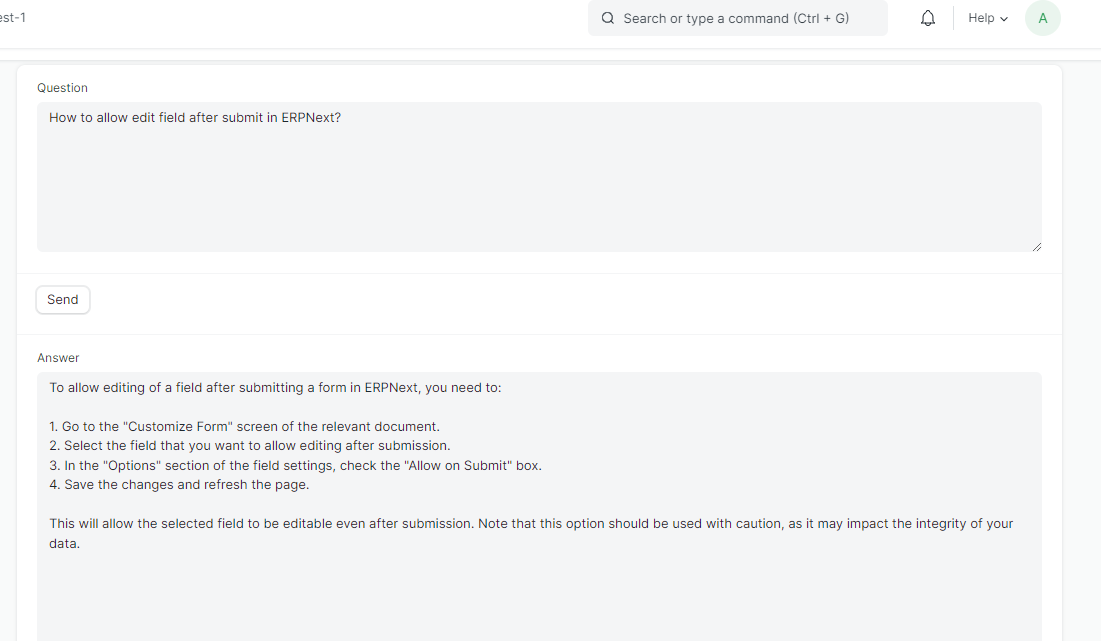 est-1
Search or type a command (Ctrl + G)
Help
A
Question
How to allow edit field after submit in ERPNext?
Send
Answer
To allow editing of a field after submitting a form in ERPNext, you need to:
1. Go to the "Customize Form" screen of the relevant document.
2. Select the field that you want to allow editing after submission.
3. In the "Options" section of the field settings, check the "Allow on Submit" box.
4. Save the changes and refresh the page.
This will allow the selected field to be editable even after submission. Note that this option should be used with caution, as it may impact the integrity of your
data.